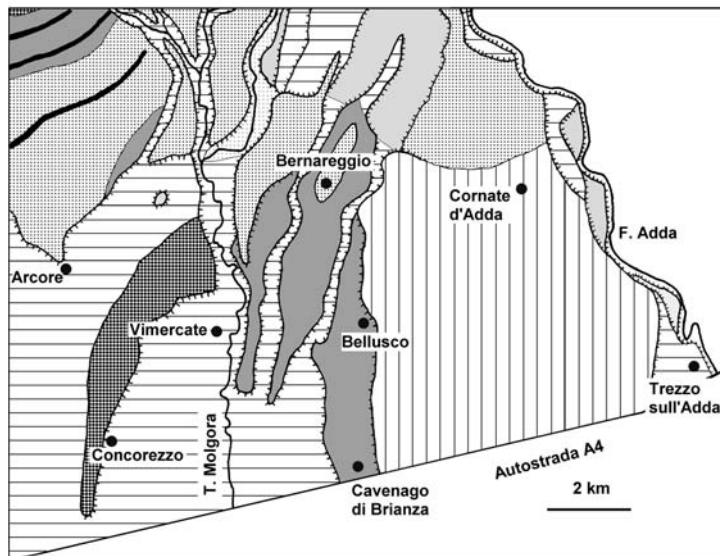 Bernareggio
Cornate
d'Adda
F. Adda
Arcore
Vimercate
Bellusco
Trezzo
sull'Adda
T. Molgora
Concorezzo
Autostrada A4
Cavenago
di Brianza
2 km